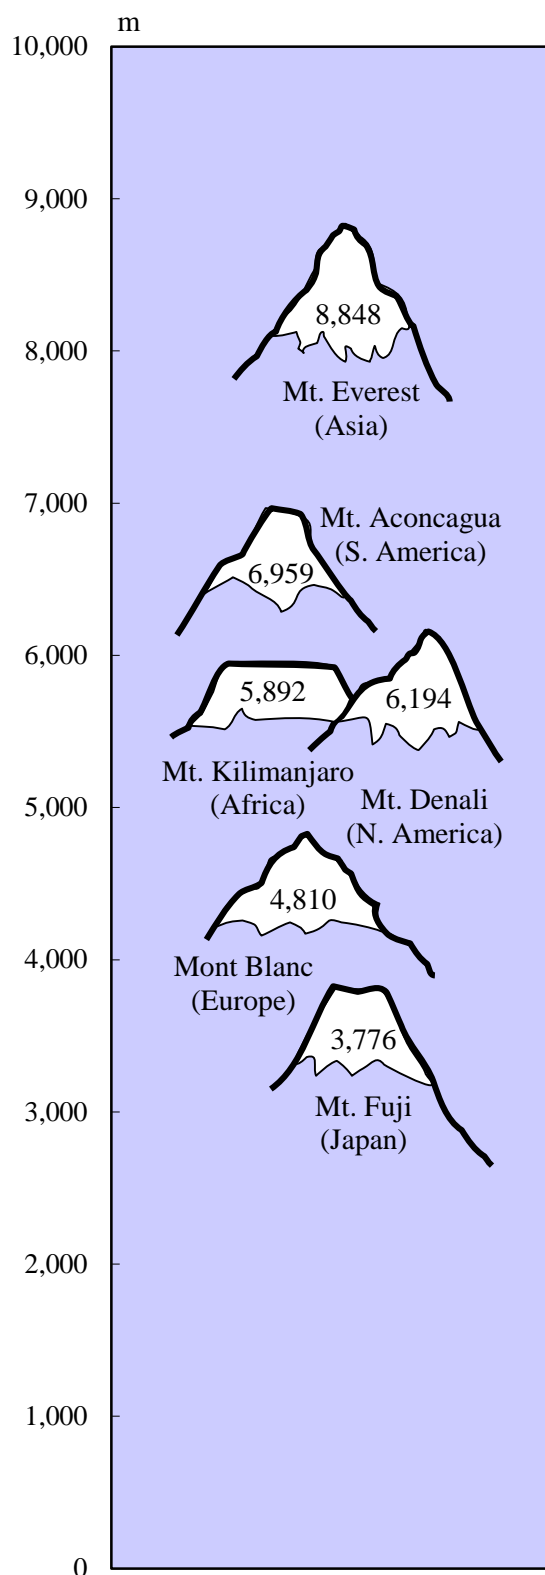 m
10,000
9,000
8,848
8,000
Mt. Everest
(Asia)
7,000
Mt. Aconcagua
(S. America)
6,959
6,000
5,892
6,194
Mt. Kilimanjaro
(Africa)
5,000
Mt. Denali
(N. America)
4,810
4,000
Mont Blanc
(Europe)
3,776
3,000
Mt. Fuji
(Japan)
2,000
1,000
0